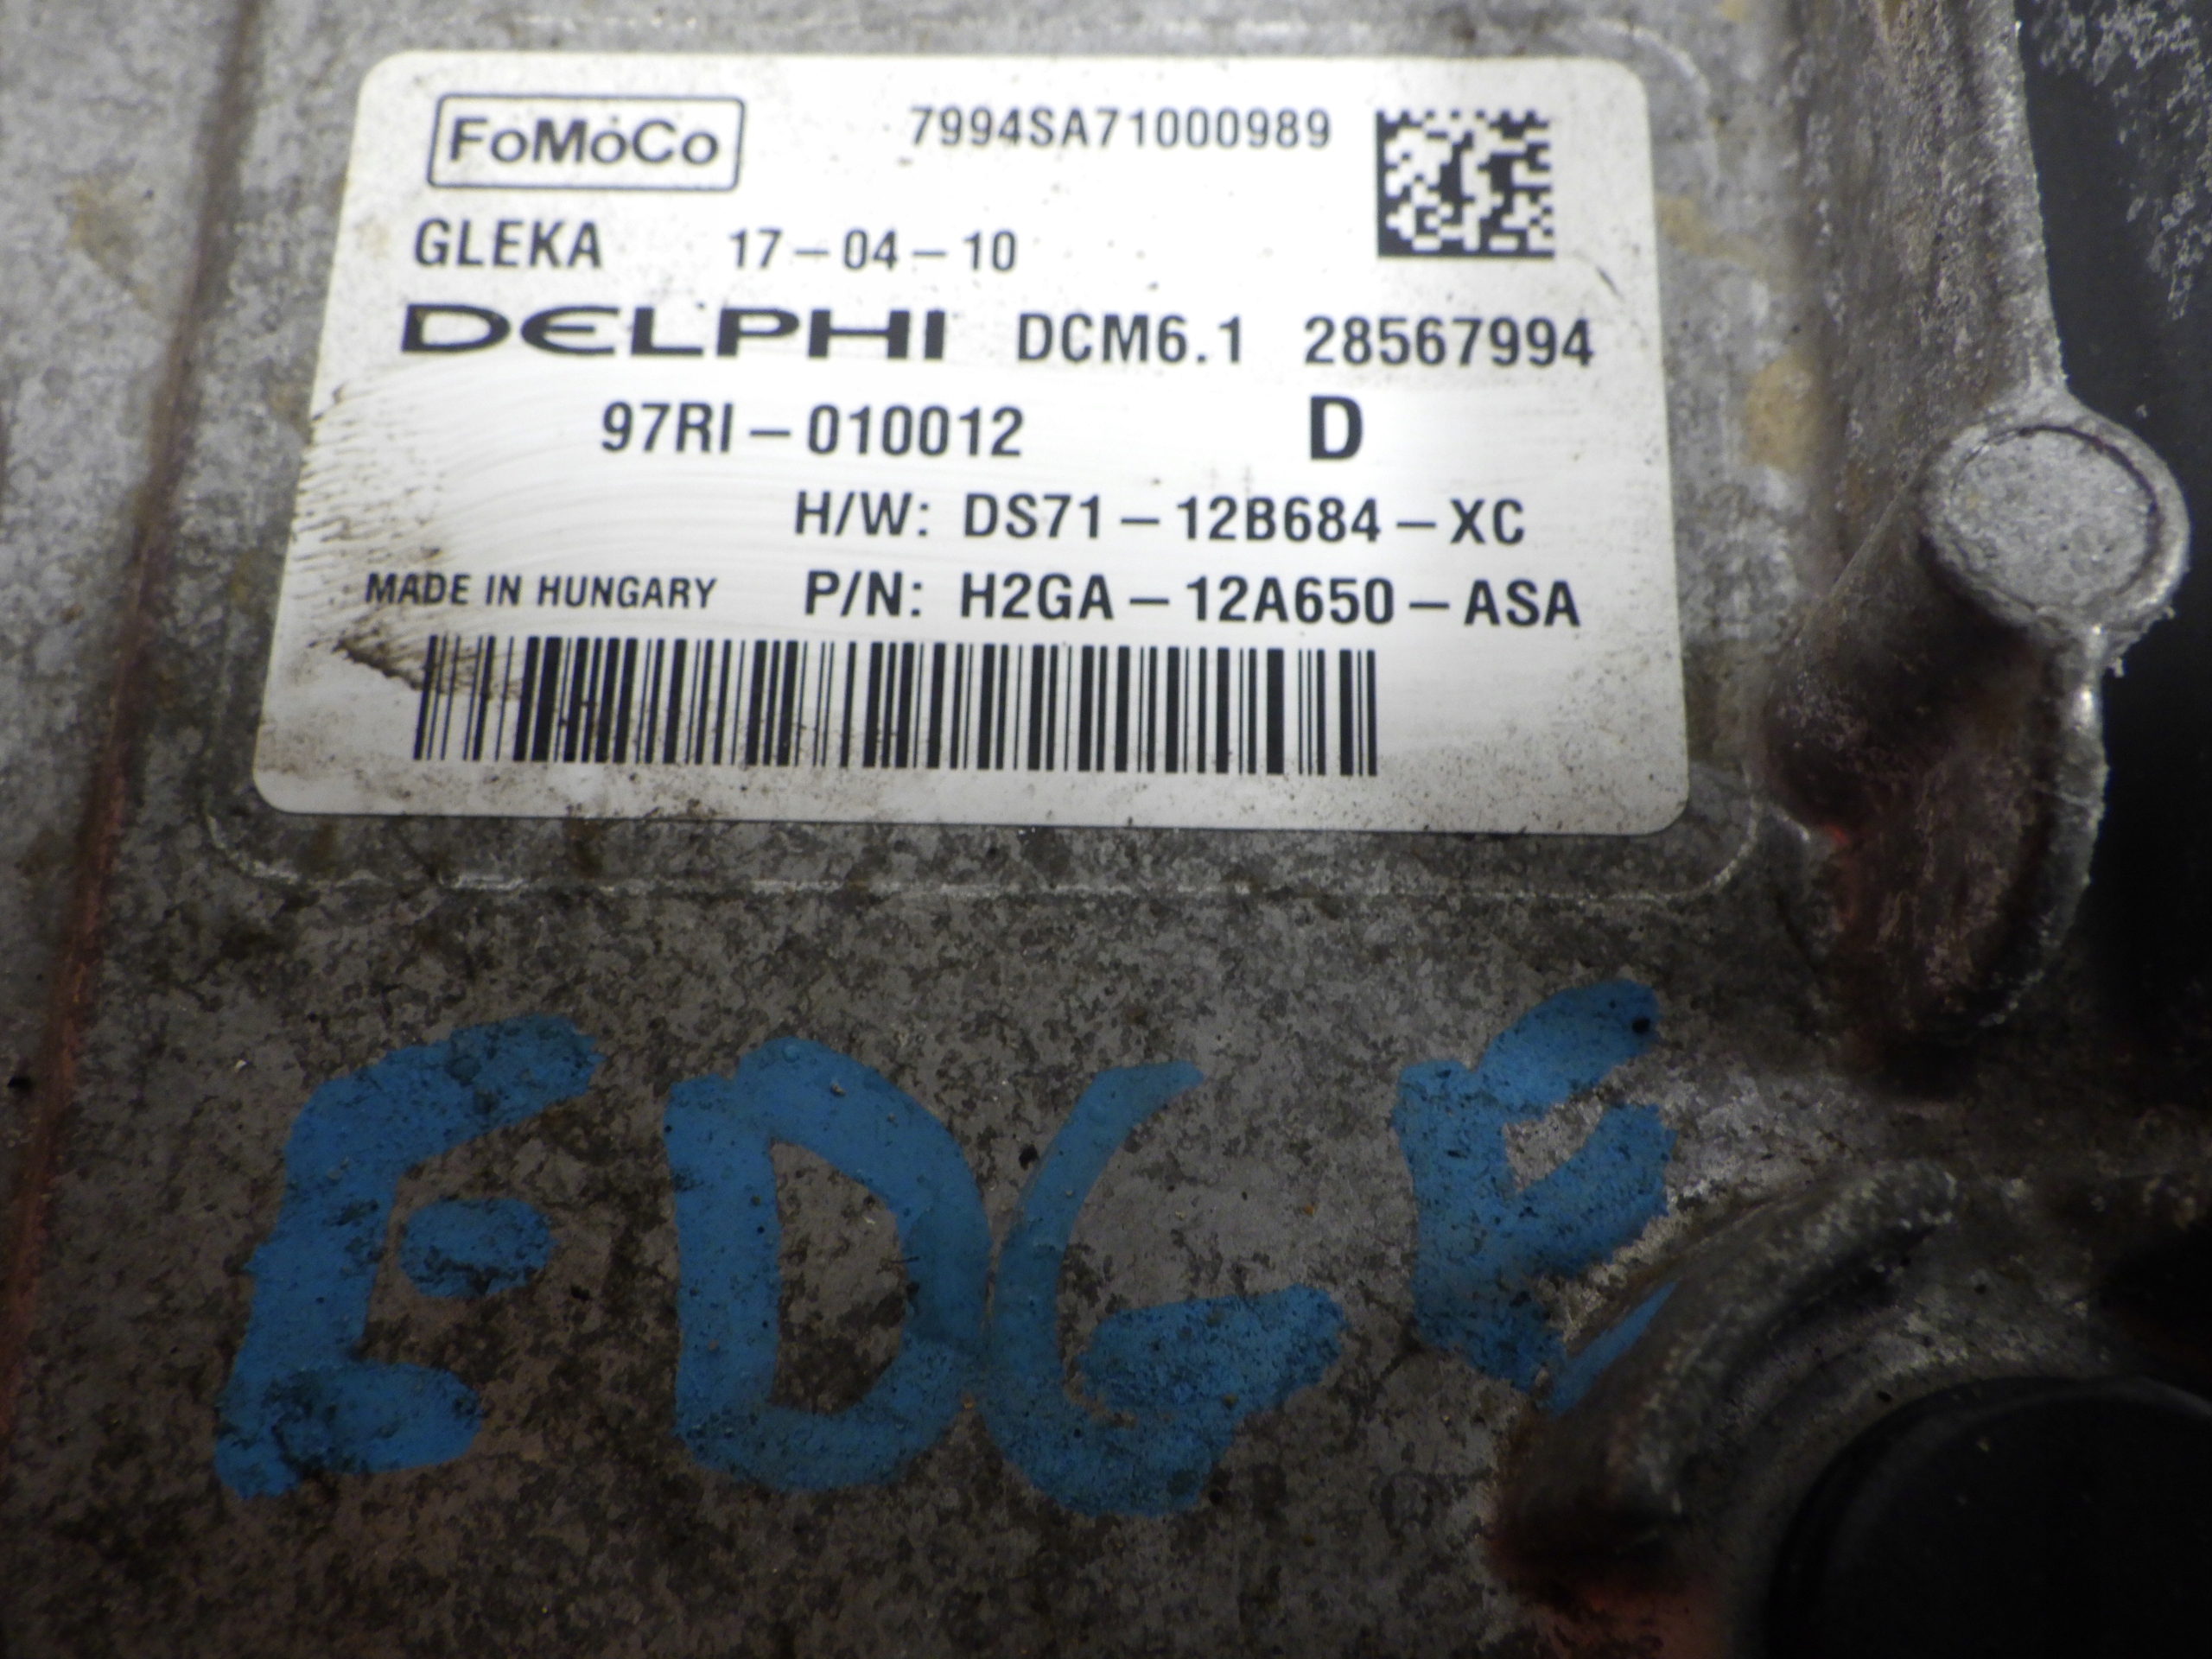 FoMoCo 7994SA71000989
GLEKA 17-04-10
DELPHI DCM6.1 28567994
97RI-010012 D
H/W: DS71-12B684-XC
MADE IN HUNGARY P/N: H2GA-12A650-ASA
EDGE